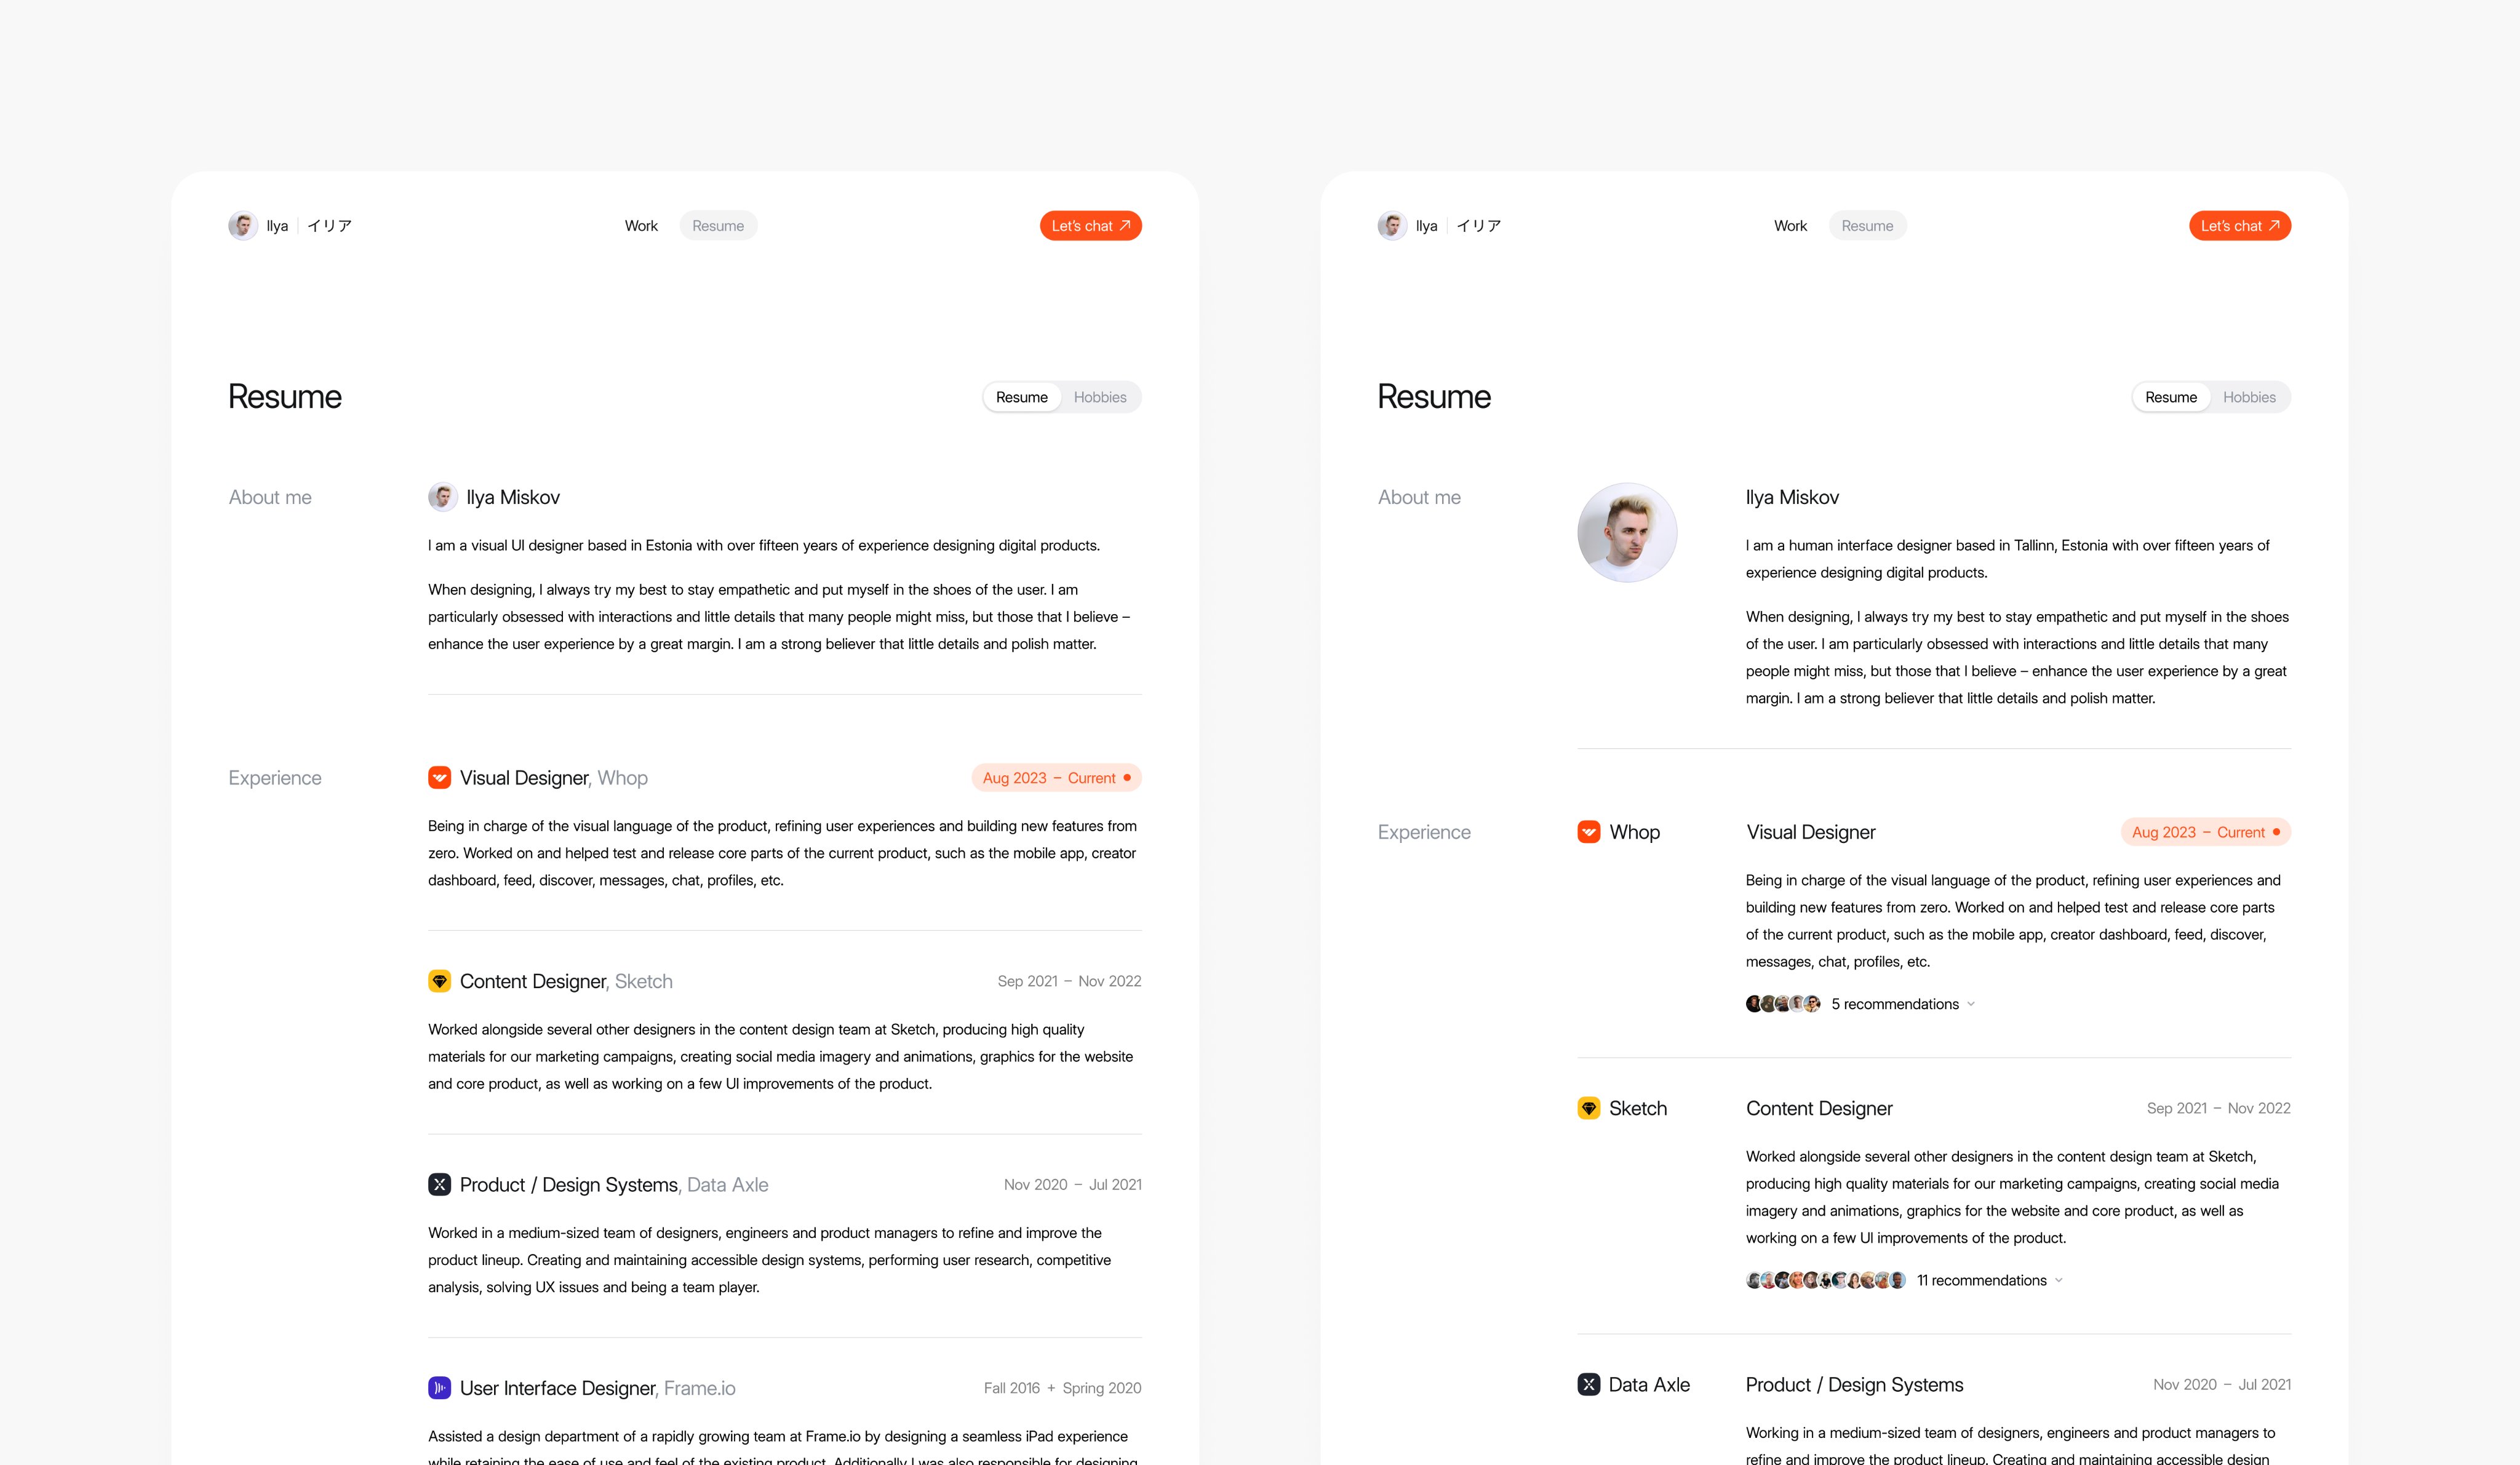 Ilya | イリア
Work
Resume
Let's chat
Resume
Resume
Hobbies
About me
Ilya Miskov
I am a visual UI designer based in Estonia with over fifteen years of experience designing digital products.
When designing, I always try my best to stay empathetic and put myself in the shoes of the user. I am
particularly obsessed with interactions and little details that many people might miss, but those that I believe –
enhance the user experience by a great margin. I am a strong believer that little details and polish matter.
Experience
Visual Designer, Whop
Aug 2023 – Current
Being in charge of the visual language of the product, refining user experiences and building new features from
zero. Worked on and helped test and release core parts of the current product, such as the mobile app, creator
dashboard, feed, discover, messages, chat, profiles, etc.
Content Designer, Sketch
Sep 2021 – Nov 2022
Worked alongside several other designers in the content design team at Sketch, producing high quality
materials for our marketing campaigns, creating social media imagery and animations, graphics for the website
and core product, as well as working on a few UI improvements of the product.
Product / Design Systems, Data Axle
Nov 2020 – Jul 2021
Worked in a medium-sized team of designers, engineers and product managers to refine and improve the
product lineup. Creating and maintaining accessible design systems, performing user research, competitive
analysis, solving UX issues and being a team player.
User Interface Designer, Frame.io
Fall 2016 + Spring 2020
Assisted a design department of a rapidly growing team at Frame.io by designing a seamless iPad experience
while retaining the ease of use and feel of the existing product. Additionally I was also responsible for designing
Ilya | イリア
Work
Resume
Let's chat
Resume
Resume
Hobbies
About me
Ilya Miskov
I am a human interface designer based in Tallinn, Estonia with over fifteen years of
experience designing digital products.
When designing, I always try my best to stay empathetic and put myself in the shoes
of the user. I am particularly obsessed with interactions and little details that many
people might miss, but those that I believe – enhance the user experience by a great
margin. I am a strong believer that little details and polish matter.
Experience
Whop
Visual Designer
Aug 2023 – Current
Being in charge of the visual language of the product, refining user experiences and
building new features from zero. Worked on and helped test and release core parts
of the current product, such as the mobile app, creator dashboard, feed, discover,
messages, chat, profiles, etc.
5 recommendations
Sketch
Content Designer
Sep 2021 – Nov 2022
Worked alongside several other designers in the content design team at Sketch,
producing high quality materials for our marketing campaigns, creating social media
imagery and animations, graphics for the website and core product, as well as
working on a few UI improvements of the product.
11 recommendations
Data Axle
Product / Design Systems
Nov 2020 – Jul 2021
Working in a medium-sized team of designers, engineers and product managers to
refine and improve the product lineup. Creating and maintaining accessible design